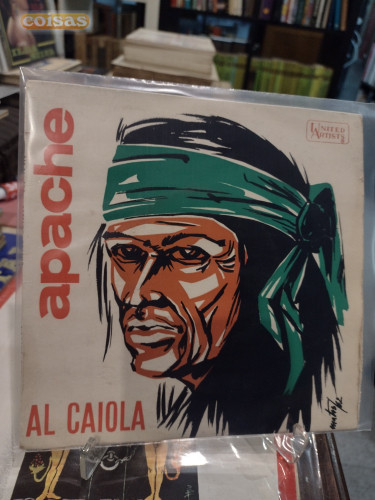 coisas
UNITED
ARTISTS
apache
AL CAIOLA